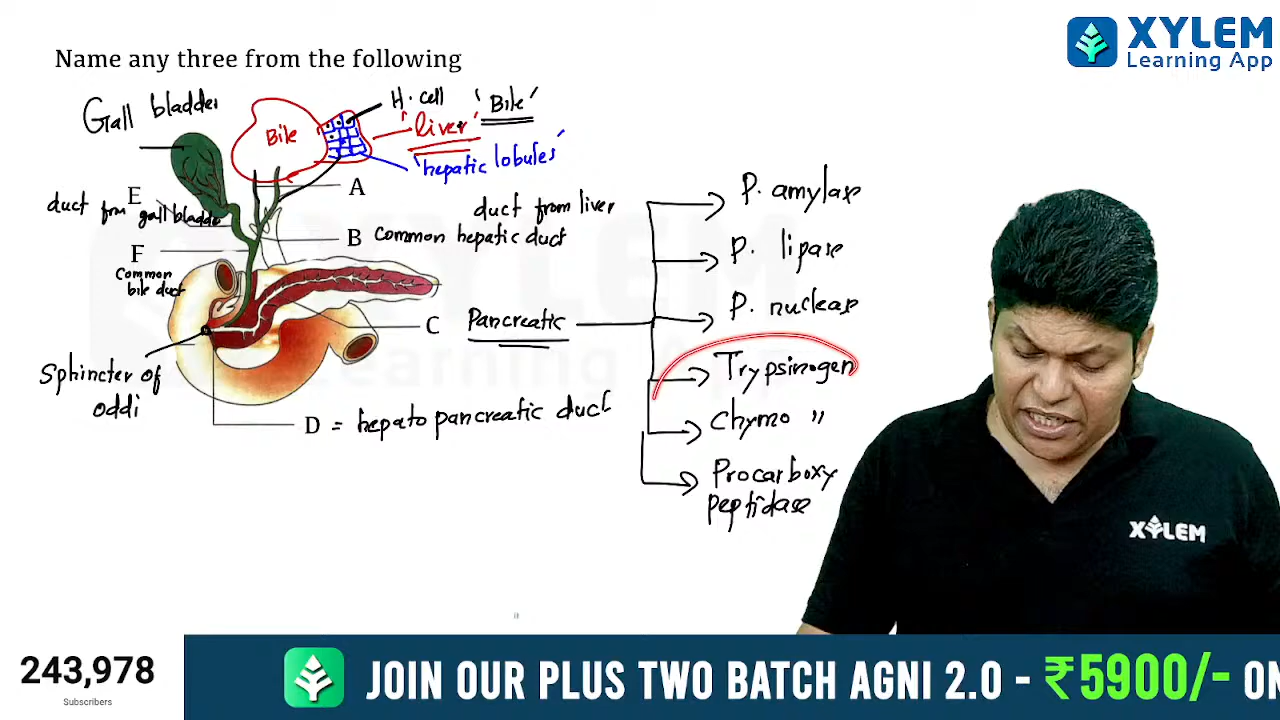 XYLEM
Learning App
Name any three from the following
Gall bladder
Bile
H. cell
'Bile'
'liver'
'hepatic lobules'
A
E
duct from gall bladder
duct from liver
B
Common hepatic duct
F
Common
bile duct
C
Pancreatic
P. amylase
P. lipase
P. nuclease
Trypsinogen
Chymo "
Procarboxy
peptidase
Sphincter of
oddi
D = hepato pancreatic duct
XYLEM
243,978
Subscribers
JOIN OUR PLUS TWO BATCH AGNI 2.0 - ₹5900/- ON